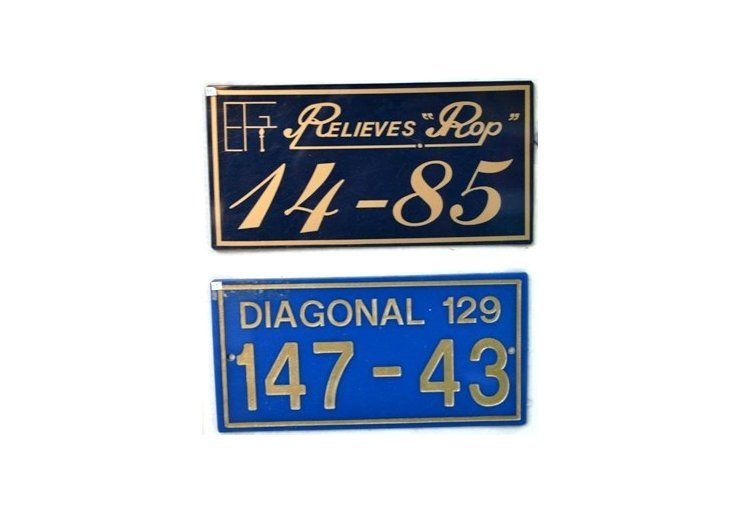 RELIEVES "ROP"
14-85
DIAGONAL 129
147-43